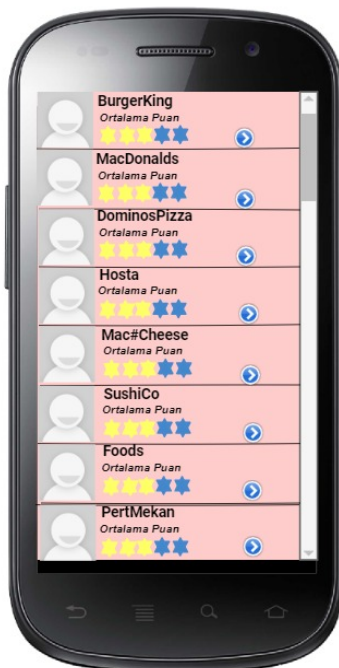 BurgerKing
Ortalama Puan
MacDonalds
Ortalama Puan
DominosPizza
Ortalama Puan
Hosta
Ortalama Puan
Mac#Cheese
Ortalama Puan
SushiCo
Ortalama Puan
Foods
Ortalama Puan
PertMekan
Ortalama Puan